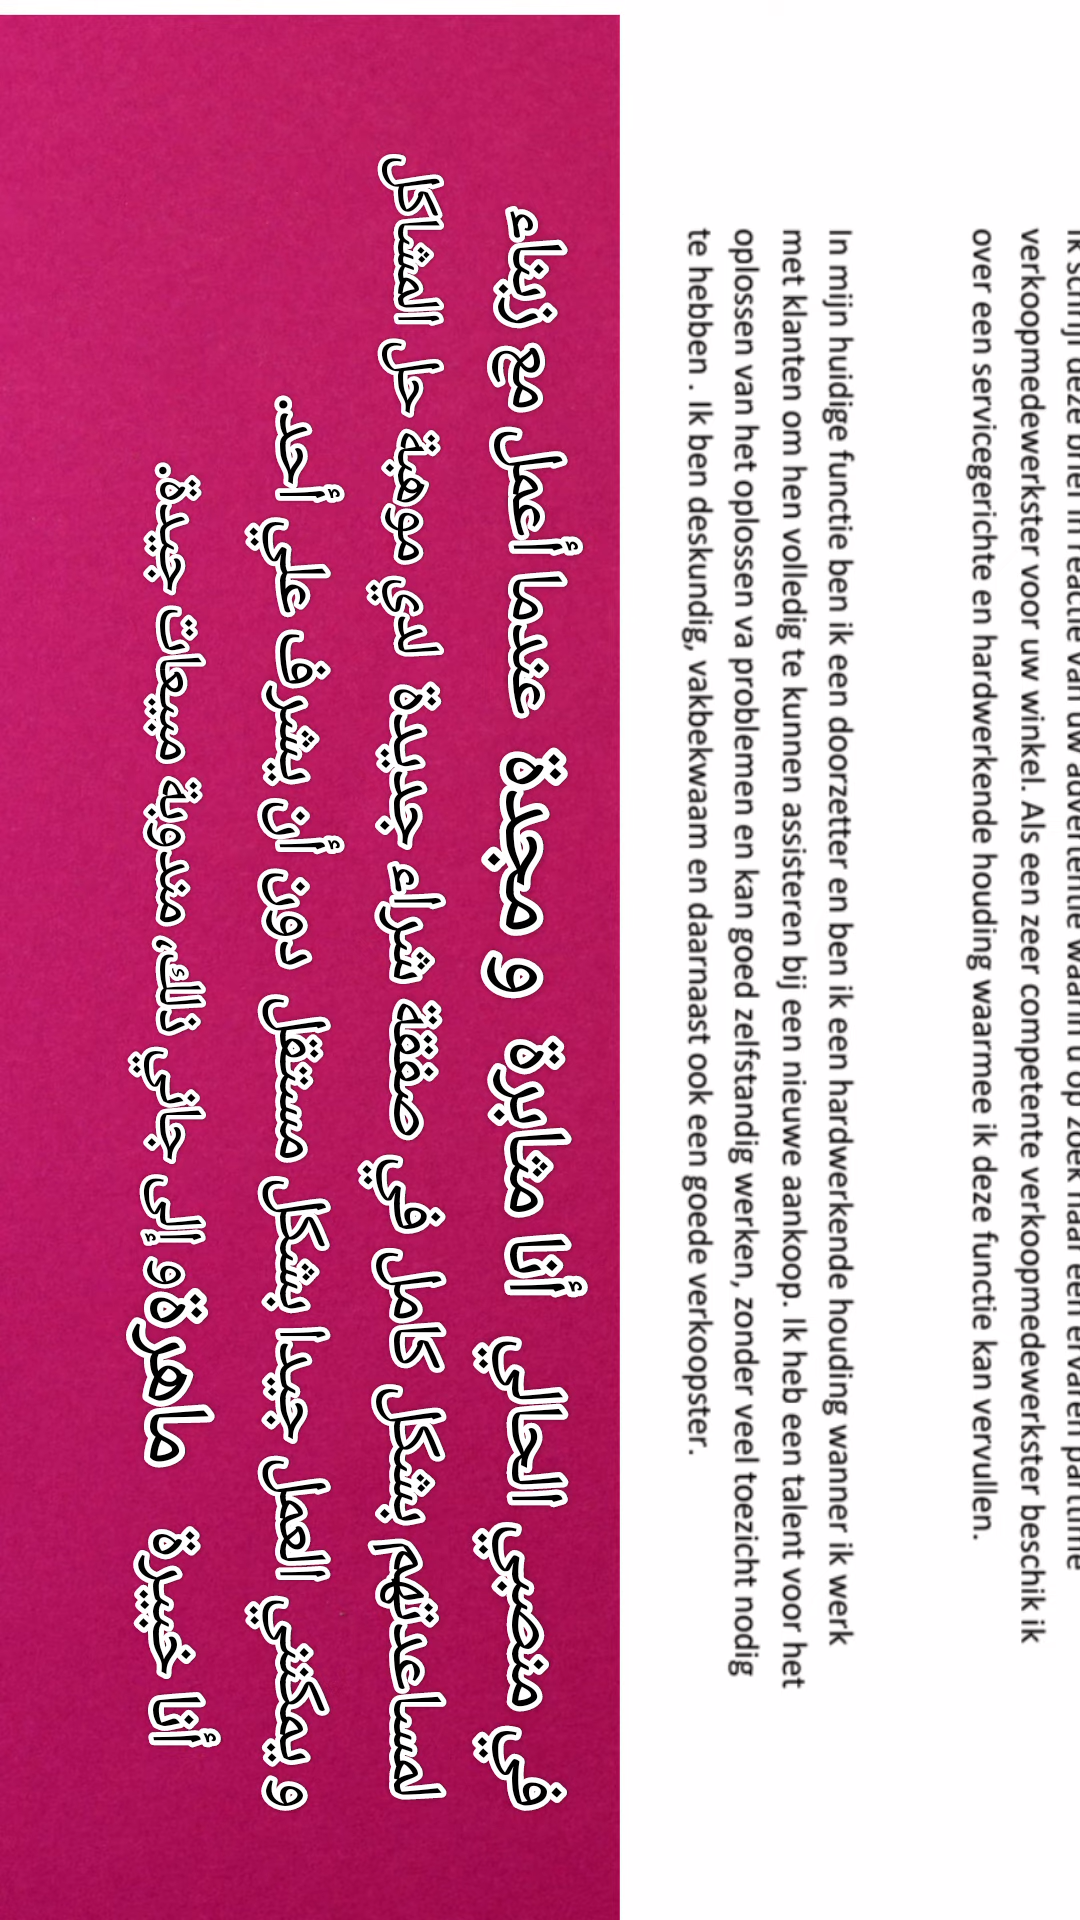 verkoopmedewerkster voor uw winkel. Als een zeer competente verkoopmedewerkster beschik ik
over een servicegerichte en hardwerkende houding waarmee ik deze functie kan vervullen.
In mijn huidige functie ben ik een doorzetter en ben ik een hardwerkende houding wanner ik werk
met klanten om hen volledig te kunnen assisteren bij een nieuwe aankoop. Ik heb een talent voor het
oplossen van het oplossen va problemen en kan goed zelfstandig werken, zonder veel toezicht nodig
te hebben . Ik ben deskundig, vakbekwaam en daarnaast ook een goede verkoopster.
في منصبي الحالي أنا مثابرة و مجدة عندما أعمل مع زبناء
لمساعدتهم بشكل كامل في صفقة شراء جديدة لدي موهبة حل المشاكل
و يمكنني العمل جيدا بشكل مستقل دون أن يشرف علي أحد.
أنا خبيرة ماهرة و إلى جاني ذلك، مندوبة مبيعات جيدة.